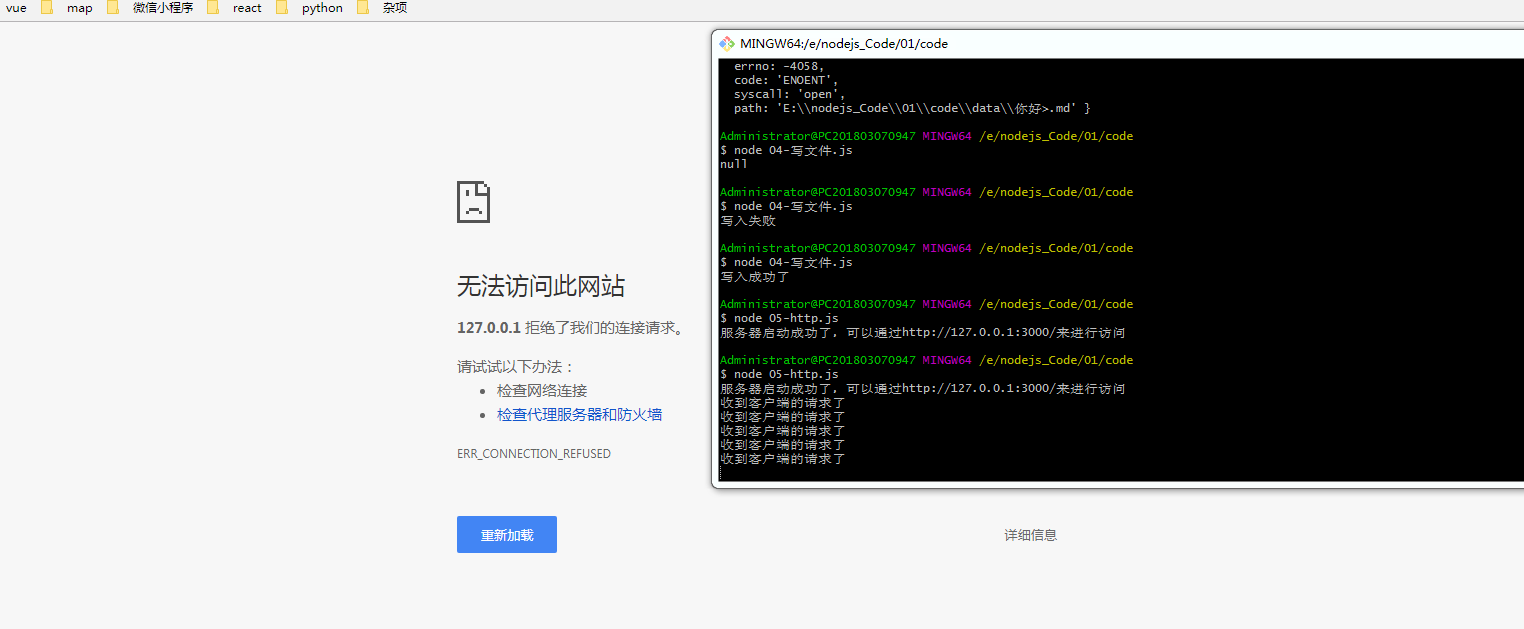 vue map 微信小程序 react python 杂项
无法访问此网站
127.0.0.1 拒绝了我们的连接请求。
请试试以下办法：
检查网络连接
检查代理服务器和防火墙
ERR_CONNECTION_REFUSED
重新加载
详细信息
MINGW64:/e/nodejs_Code/01/code
errno: -4058,
code: 'ENOENT',
syscall: 'open',
path: 'E:\\nodejs_Code\\01\\code\\data\\你好>.md' }
Administrator@PC201803070947 MINGW64 /e/nodejs_Code/01/code
$ node 04-写文件.js
null
Administrator@PC201803070947 MINGW64 /e/nodejs_Code/01/code
$ node 04-写文件.js
写入失败
Administrator@PC201803070947 MINGW64 /e/nodejs_Code/01/code
$ node 04-写文件.js
写入成功了
Administrator@PC201803070947 MINGW64 /e/nodejs_Code/01/code
$ node 05-http.js
服务器启动成功了，可以通过http://127.0.0.1:3000/来进行访问
Administrator@PC201803070947 MINGW64 /e/nodejs_Code/01/code
$ node 05-http.js
服务器启动成功了，可以通过http://127.0.0.1:3000/来进行访问
收到客户端的请求了
收到客户端的请求了
收到客户端的请求了
收到客户端的请求了
收到客户端的请求了